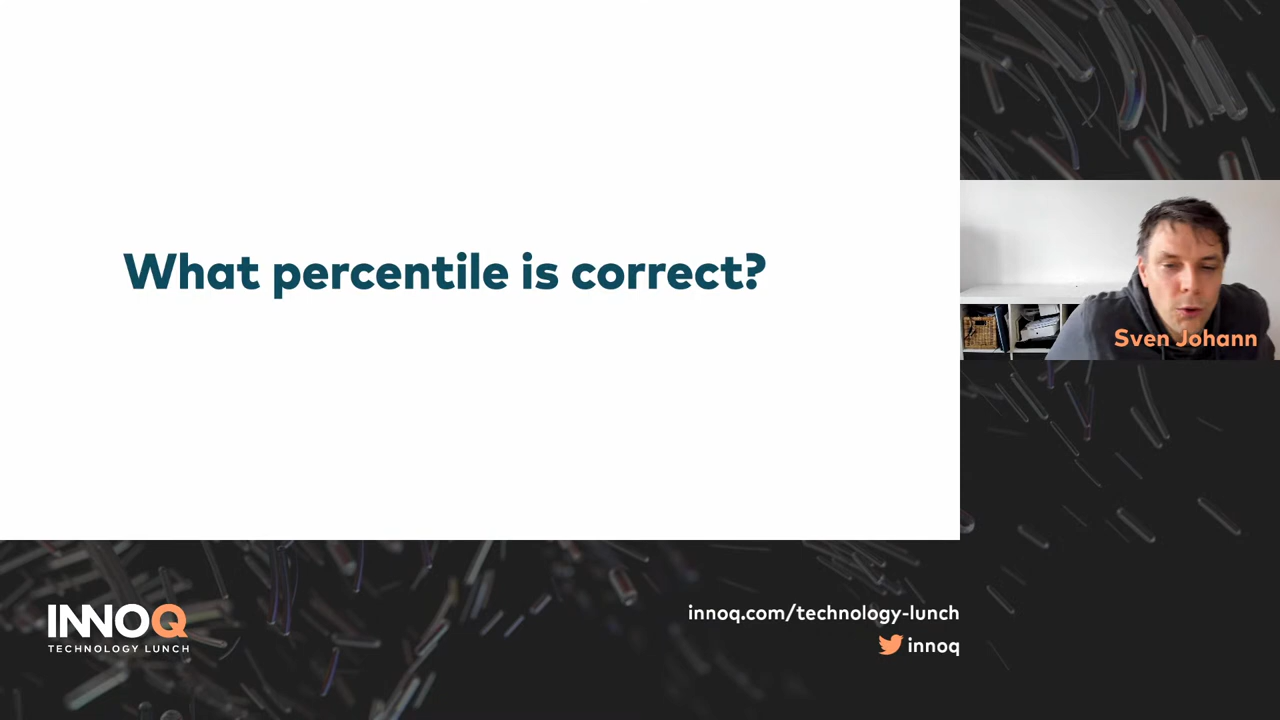 What percentile is correct?
Sven Johann
INNOQ
TECHNOLOGY LUNCH
innoq.com/technology-lunch
innoq